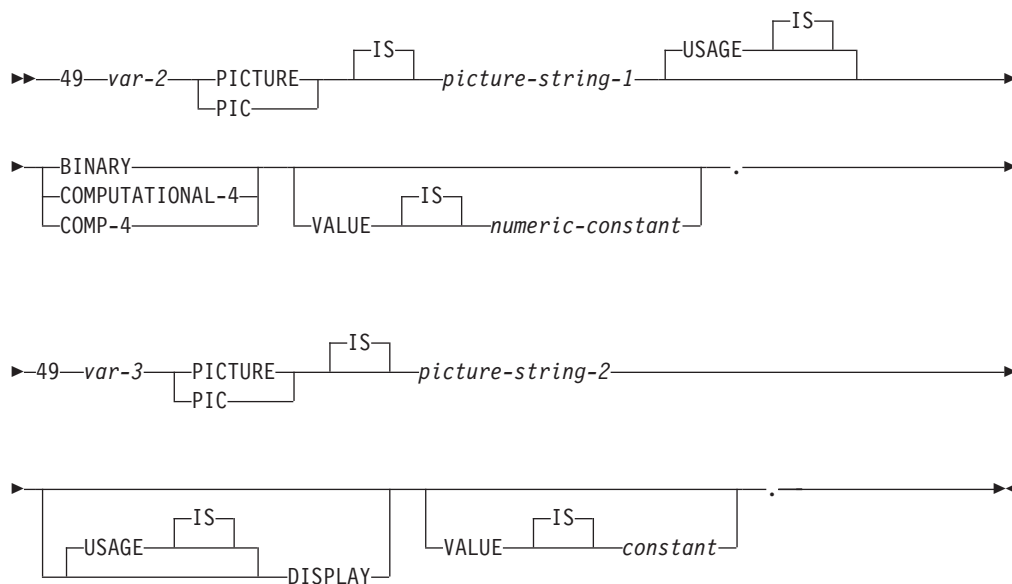 IS IS
49 var-2 PICTURE picture-string-1 USAGE
PIC
BINARY .
COMPUTATIONAL-4 IS
COMP-4 VALUE numeric-constant
IS
49 var-3 PICTURE picture-string-2
PIC
.
IS IS
USAGE VALUE constant
DISPLAY